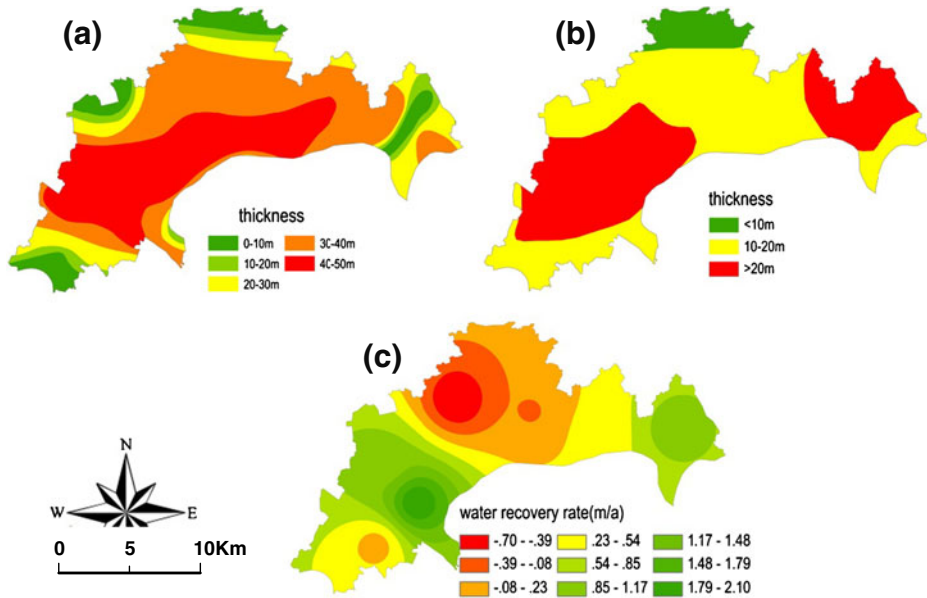 (a)
(b)
thickness
0-10m
30-40m
10-20m
40-50m
20-30m
thickness
<10m
10-20m
>20m
(c)
N
W
E
0 5 10Km
water recovery rate(m/a)
-.70 - -.39
.23 - .54
1.17 - 1.48
-.39 - -.08
.54 - .85
1.48 - 1.79
-.08 - .23
.85 - 1.17
1.79 - 2.10